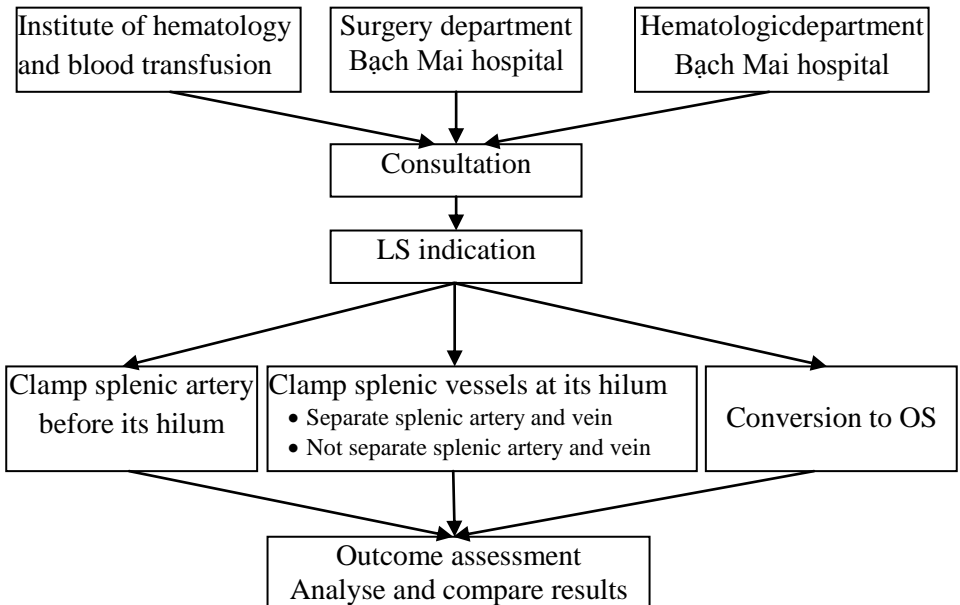 Institute of hematology
and blood transfusion
Surgery department
Bạch Mai hospital
Hematologicdepartment
Bạch Mai hospital
Consultation
LS indication
Clamp splenic artery
before its hilum
Clamp splenic vessels at its hilum
• Separate splenic artery and vein
• Not separate splenic artery and vein
Conversion to OS
Outcome assessment
Analyse and compare results